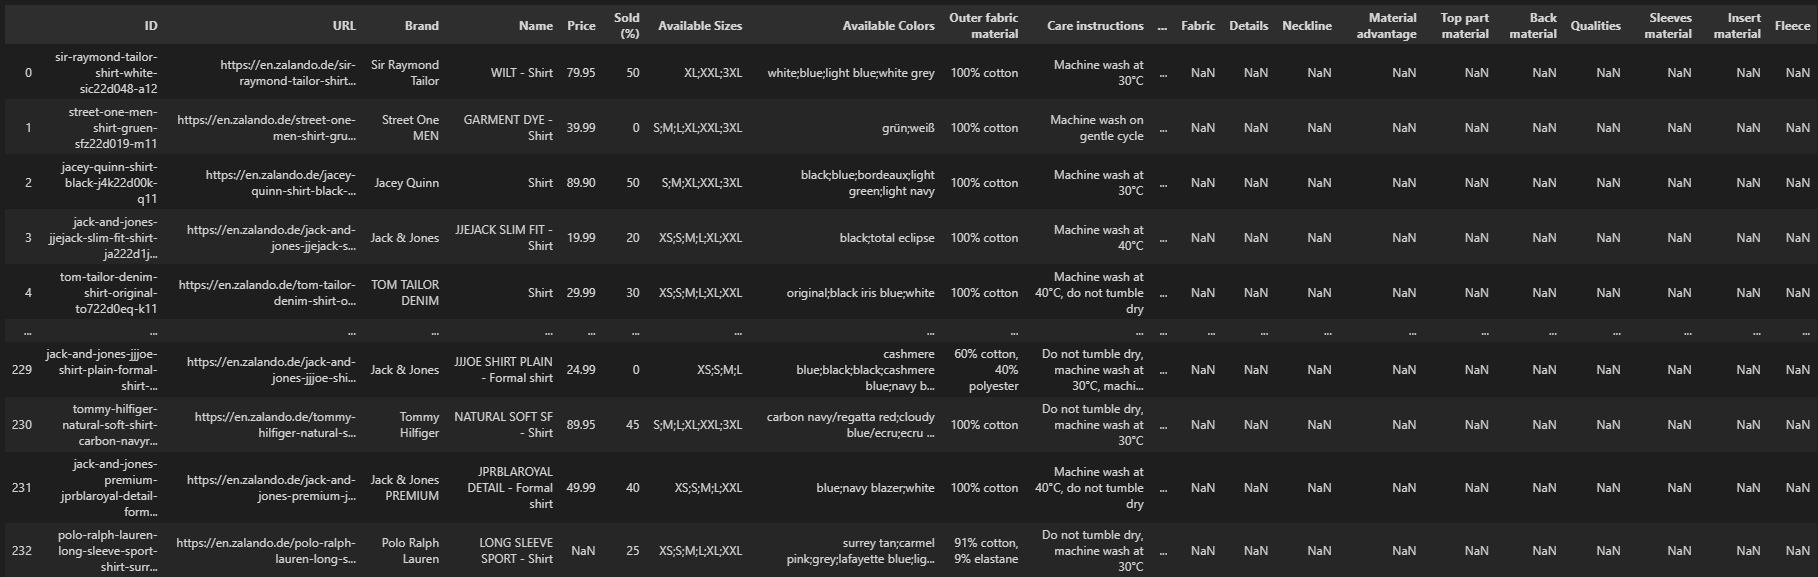 ID URL Brand Name Price Sold (%) Available Sizes Available Colors Outer fabric material Care instructions ... Fabric Details Neckline Material advantage Top part material Back material Qualities Sleeves material Insert material Fleece
0 sir-raymond-tailor-shirt-white-sic22d048-a12 https://en.zalando.de/sir-raymond-tailor-shirt... Sir Raymond Tailor WILT - Shirt 79.95 50 XL;XXL;3XL white;blue;light blue;white grey 100% cotton Machine wash at 30°C ... NaN NaN NaN NaN NaN NaN NaN NaN NaN NaN
1 street-one-men-shirt-gruen-sfz22d019-m11 https://en.zalando.de/street-one-men-shirt-gru... Street One MEN GARMENT DYE - Shirt 39.99 0 S;M;L;XL;XXL;3XL grün;weiß 100% cotton Machine wash on gentle cycle ... NaN NaN NaN NaN NaN NaN NaN NaN NaN NaN
2 jacey-quinn-shirt-black-j4k22d00k-q11 https://en.zalando.de/jacey-quinn-shirt-black-... Jacey Quinn Shirt 89.90 50 S;M;XL;XXL;3XL black;blue;bordeaux;light green;light navy 100% cotton Machine wash at 30°C ... NaN NaN NaN NaN NaN NaN NaN NaN NaN NaN
3 jack-and-jones-jjejack-slim-fit-shirt-ja222d1j... https://en.zalando.de/jack-and-jones-jjejack-s... Jack & Jones JJEJACK SLIM FIT - Shirt 19.99 20 XS;S;M;L;XL;XXL black;total eclipse 100% cotton Machine wash at 40°C ... NaN NaN NaN NaN NaN NaN NaN NaN NaN NaN
4 tom-tailor-denim-shirt-original-to722d0eq-k11 https://en.zalando.de/tom-tailor-denim-shirt-o... TOM TAILOR DENIM Shirt 29.99 30 XS;S;M;L;XL;XXL original;black iris blue;white 100% cotton Machine wash at 40°C, do not tumble dry ... NaN NaN NaN NaN NaN NaN NaN NaN NaN NaN
... ... ... ... ... ... ... ... ... ... ... ... ... ... ... ... ... ... ... ... ... ...
229 jack-and-jones-jjjoe-shirt-plain-formal-shirt-... https://en.zalando.de/jack-and-jones-jjjoe-shi... Jack & Jones JJJOE SHIRT PLAIN - Formal shirt 24.99 0 XS;S;M;L cashmere blue;black;black;cashmere blue;navy b... 60% cotton, 40% polyester Do not tumble dry, machine wash at 30°C, machi... ... NaN NaN NaN NaN NaN NaN NaN NaN NaN NaN
230 tommy-hilfiger-natural-soft-shirt-carbon-navyr... https://en.zalando.de/tommy-hilfiger-natural-s... Tommy Hilfiger NATURAL SOFT SF - Shirt 89.95 45 S;M;L;XL;XXL;3XL carbon navy/regatta red;cloudy blue/ecru;ecru ... 100% cotton Do not tumble dry, machine wash at 30°C ... NaN NaN NaN NaN NaN NaN NaN NaN NaN NaN
231 jack-and-jones-premium-jprblaroyal-detail-form... https://en.zalando.de/jack-and-jones-premium-j... Jack & Jones PREMIUM JPRBLAROYAL DETAIL - Formal shirt 49.99 40 XS;S;M;L;XXL blue;navy blazer;white 100% cotton Machine wash at 40°C, do not tumble dry ... NaN NaN NaN NaN NaN NaN NaN NaN NaN NaN
232 polo-ralph-lauren-long-sleeve-sport-shirt-surr... https://en.zalando.de/polo-ralph-lauren-long-s... Polo Ralph Lauren LONG SLEEVE SPORT - Shirt NaN 25 XS;S;M;L;XL;XXL surrey tan;carmel pink;grey;lafayette blue;lig... 91% cotton, 9% elastane Do not tumble dry, machine wash at 30°C ... NaN NaN NaN NaN NaN NaN NaN NaN NaN NaN